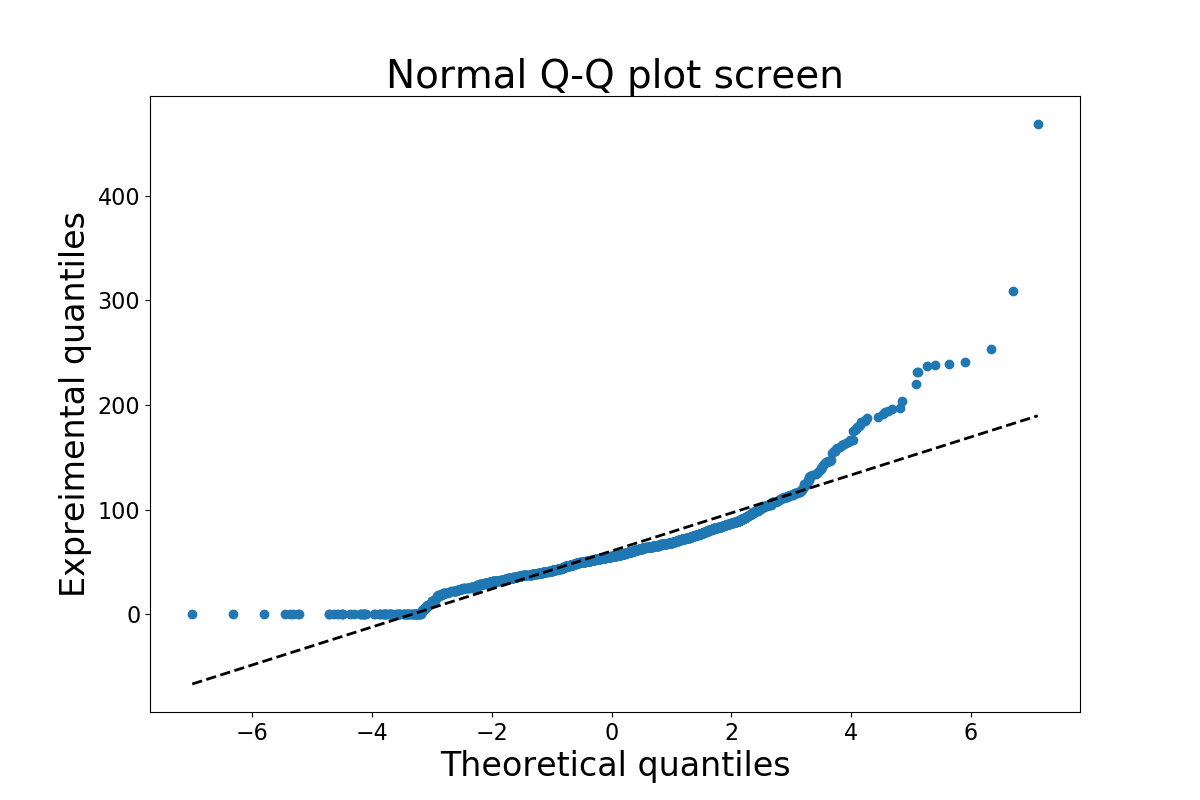 Normal Q-Q plot screen
Expreimental quantiles
400
300
200
100
0
−6 −4 −2 0 2 4 6
Theoretical quantiles